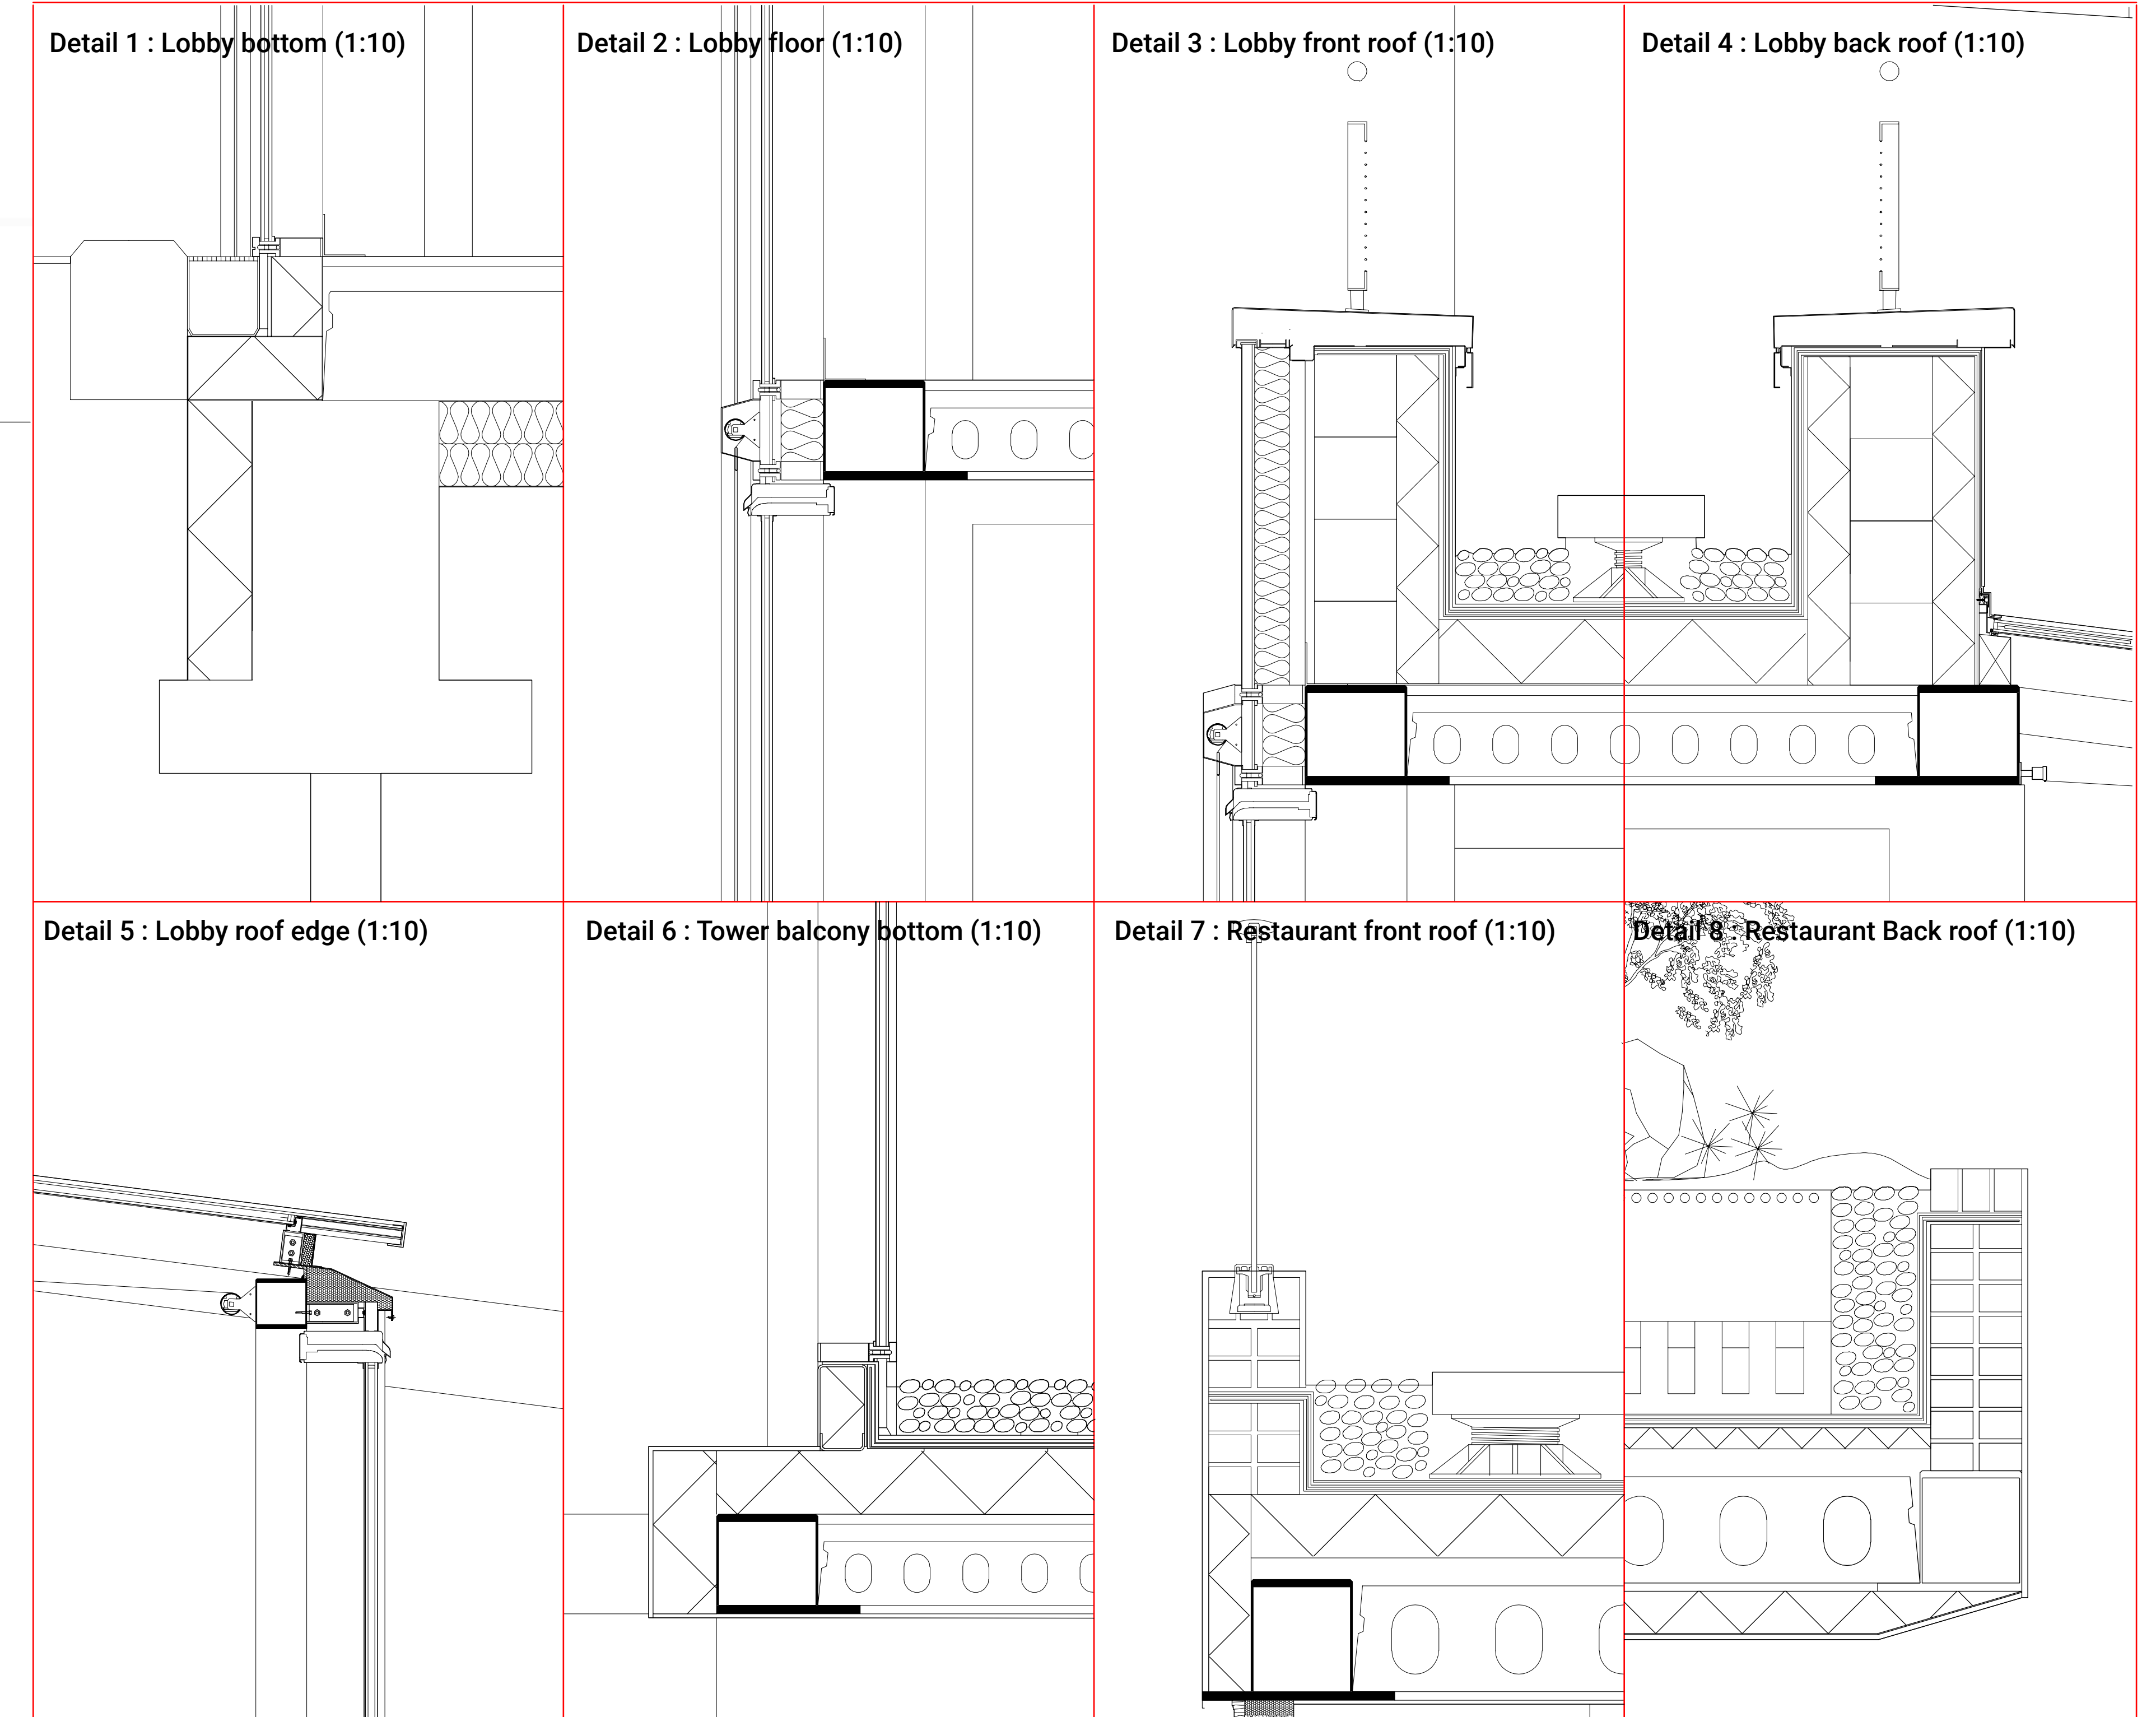 Detail 1 : Lobby bottom (1:10)
Detail 2 : Lobby floor (1:10)
Detail 3 : Lobby front roof (1:10)
Detail 4 : Lobby back roof (1:10)
Detail 5 : Lobby roof edge (1:10)
Detail 6 : Tower balcony bottom (1:10)
Detail 7 : Restaurant front roof (1:10)
Detail 8 : Restaurant Back roof (1:10)